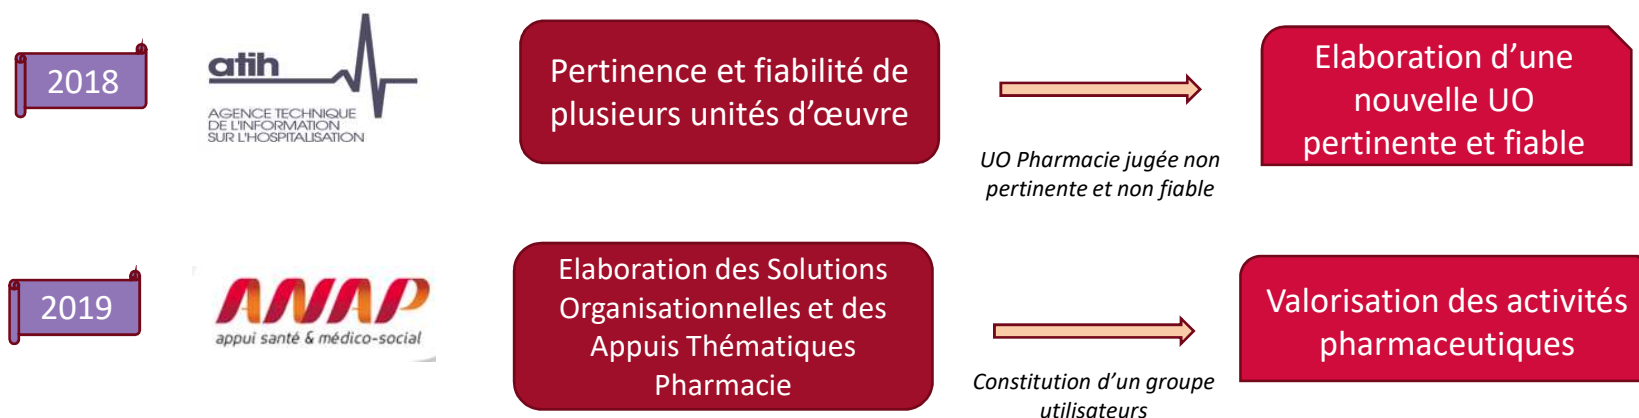 2018
atih
AGENCE TECHNIQUE
DE L'INFORMATION
SUR L'HOSPITALISATION
Pertinence et fiabilité de
plusieurs unités d'œuvre
UO Pharmacie jugée non
pertinente et non fiable
Elaboration d'une
nouvelle UO
pertinente et fiable
2019
ANAP
appui santé & médico-social
Elaboration des Solutions
Organisationnelles et des
Appuis Thématiques
Pharmacie
Constitution d'un groupe
utilisateurs
Valorisation des activités
pharmaceutiques